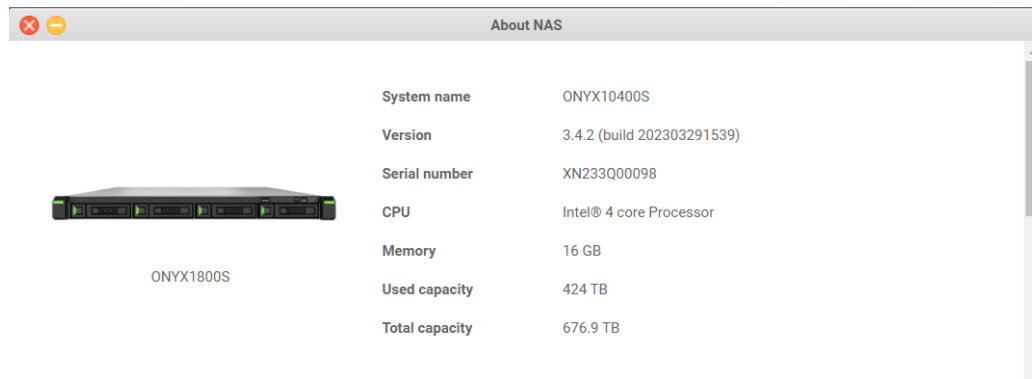 About NAS
System name ONYX10400S
Version 3.4.2 (build 202303291539)
Serial number XN233Q00098
CPU Intel® 4 core Processor
Memory 16 GB
ONYX1800S
Used capacity 424 TB
Total capacity 676.9 TB